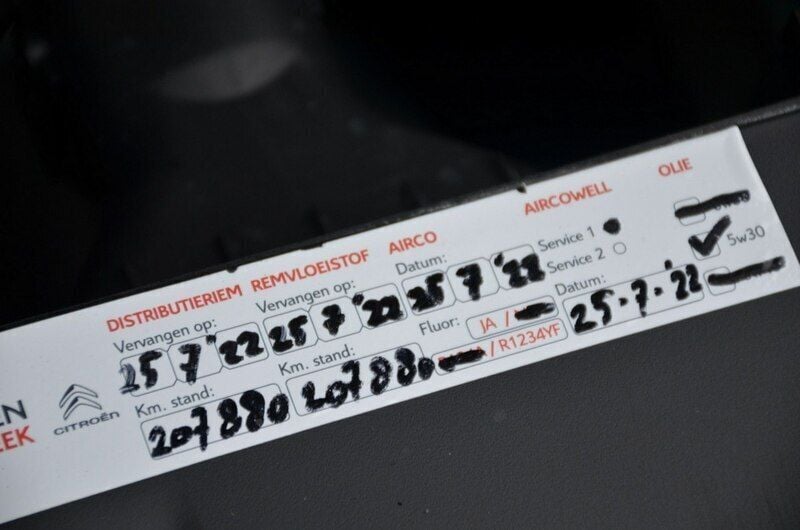 DISTRIBUTIERIEM REMVLOEISTOF AIRCO AIRCOWELL OLIE
Vervangen op: Vervangen op: Datum: Service 1
25 7 '22 25 7 '22 25 7 '22 Service 2 5w30
Km. stand: Km. stand: Fluor: JA / Datum:
207880 207880 / R1234YF 25·7·'22
CITROËN
EN
EK